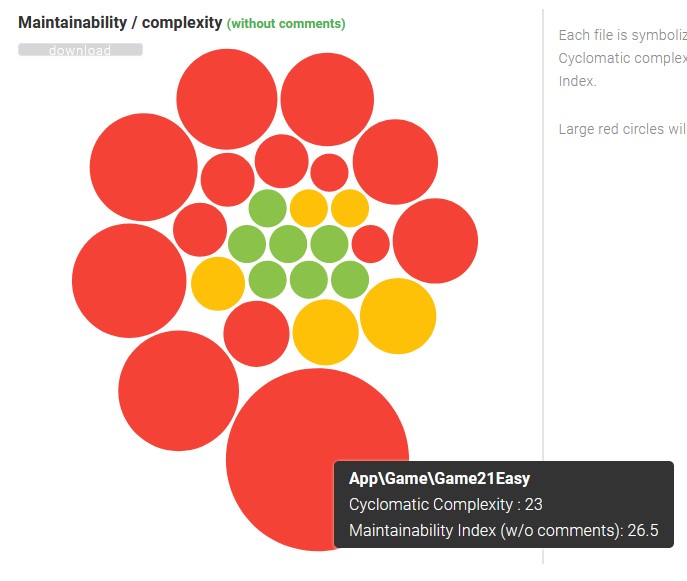 Maintainability / complexity (without comments)
download
Each file is symboliz
Cyclomatic complex
Index.
Large red circles wil
App\Game\Game21Easy
Cyclomatic Complexity : 23
Maintainability Index (w/o comments): 26.5